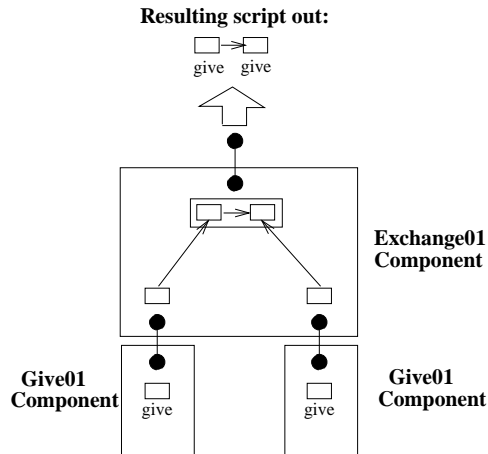 Resulting script out:
give give
Exchange01
Component
Give01
Component
give
give
Give01
Component